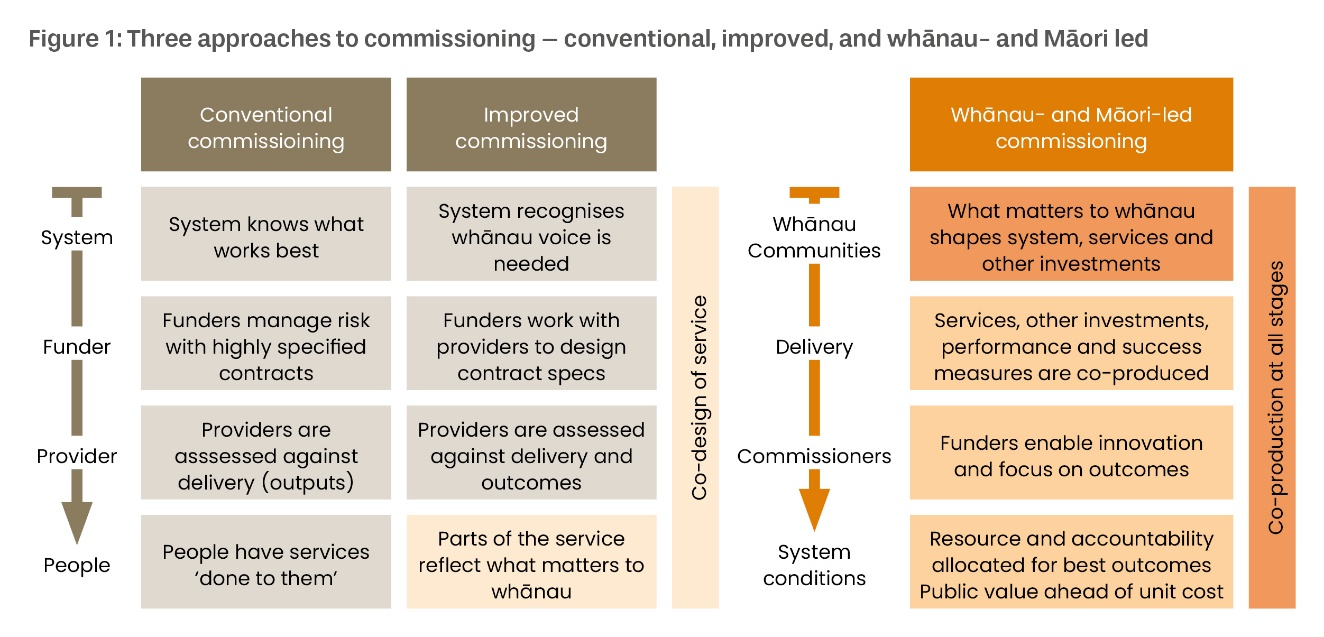 Figure 1: Three approaches to commissioning – conventional, improved, and whānau- and Māori led
Conventional
commissioining
Improved
commissioning
Whānau- and Māori-led
commissioning
System
System knows what
works best
System recognises
whānau voice is
needed
Whānau
Communities
What matters to whānau
shapes system, services and
other investments
Funder
Funders manage risk
with highly specified
contracts
Funders work with
providers to design
contract specs
Delivery
Services, other investments,
performance and success
measures are co-produced
Provider
Providers are
asssessed against
delivery (outputs)
Providers are assessed
against delivery and
outcomes
Commissioners
Funders enable innovation
and focus on outcomes
People
People have services
‘done to them’
Parts of the service
reflect what matters to
whānau
System
conditions
Resource and accountability
allocated for best outcomes
Public value ahead of unit cost
Co-design of service
Co-production at all stages